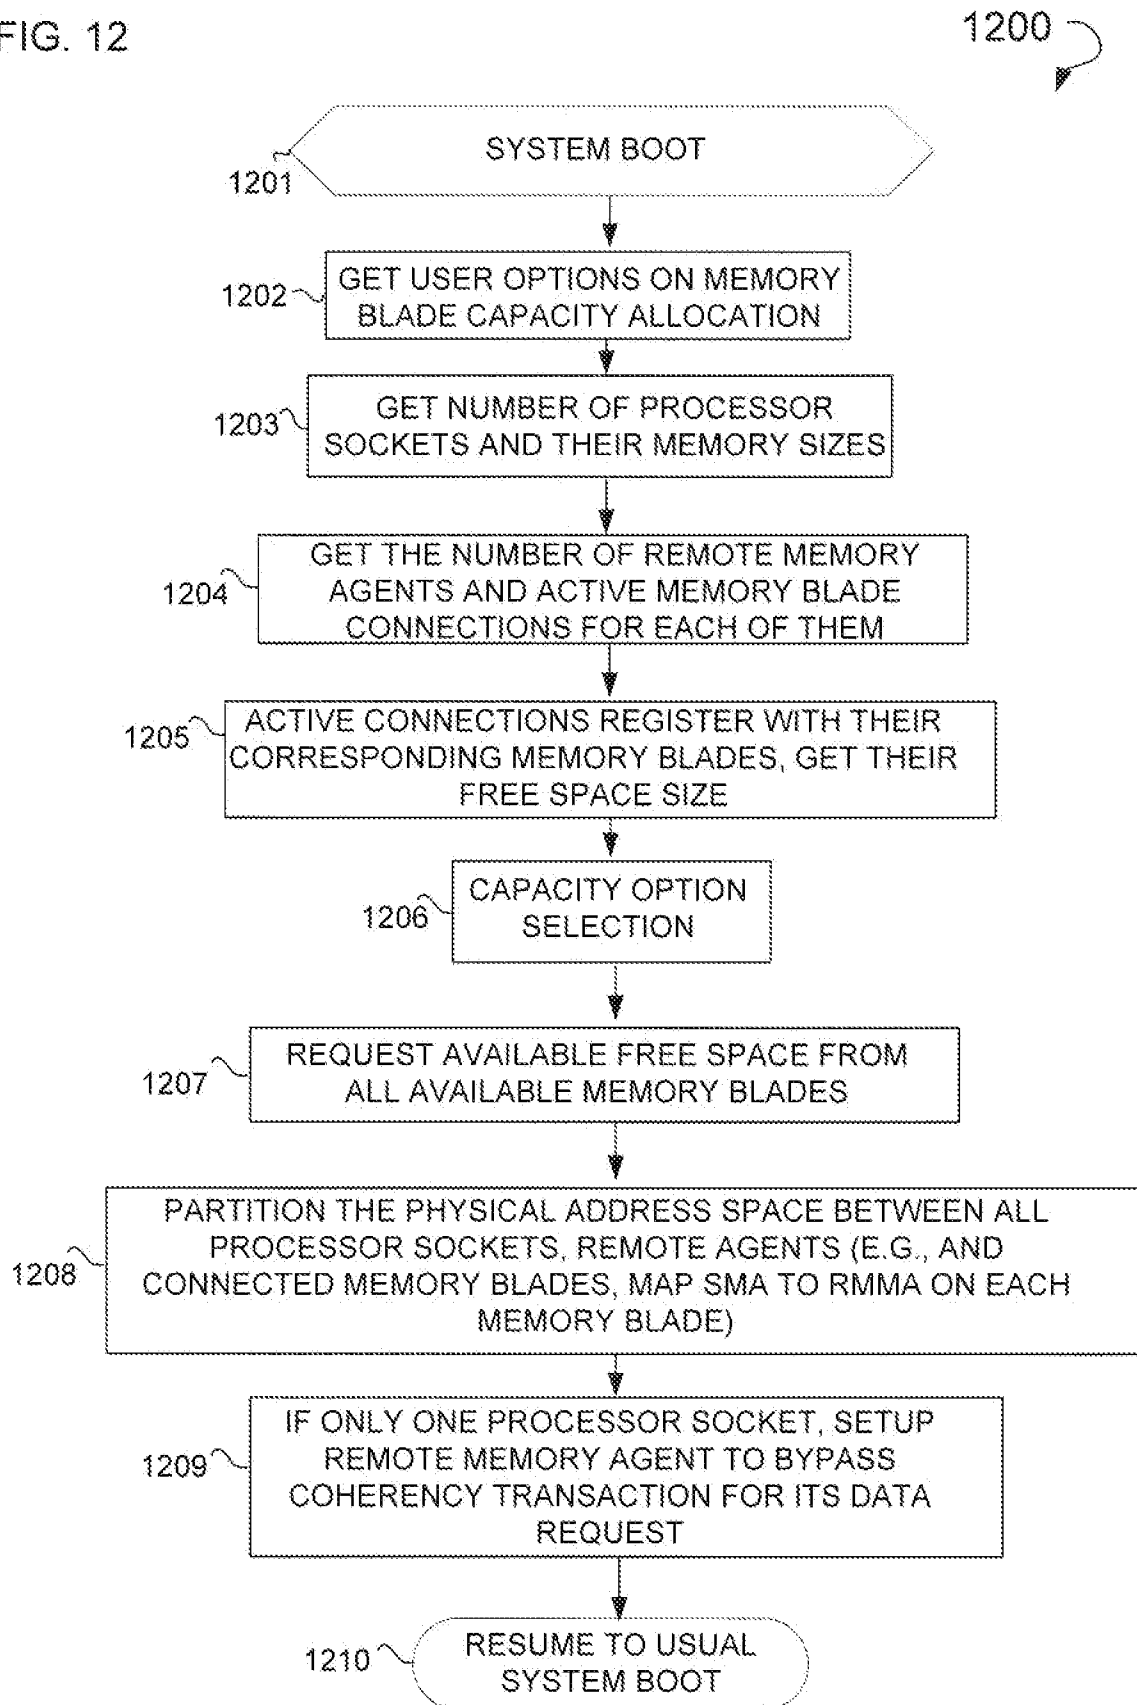 FIG. 12
1200
SYSTEM BOOT
1201
GET USER OPTIONS ON MEMORY
BLADE CAPACITY ALLOCATION
1202
GET NUMBER OF PROCESSOR
SOCKETS AND THEIR MEMORY SIZES
1203
GET THE NUMBER OF REMOTE MEMORY
AGENTS AND ACTIVE MEMORY BLADE
CONNECTIONS FOR EACH OF THEM
1204
ACTIVE CONNECTIONS REGISTER WITH THEIR
CORRESPONDING MEMORY BLADES, GET THEIR
FREE SPACE SIZE
1205
CAPACITY OPTION
SELECTION
1206
REQUEST AVAILABLE FREE SPACE FROM
ALL AVAILABLE MEMORY BLADES
1207
PARTITION THE PHYSICAL ADDRESS SPACE BETWEEN ALL
PROCESSOR SOCKETS, REMOTE AGENTS (E.G., AND
CONNECTED MEMORY BLADES, MAP SMA TO RMMA ON EACH
MEMORY BLADE)
1208
IF ONLY ONE PROCESSOR SOCKET, SETUP
REMOTE MEMORY AGENT TO BYPASS
COHERENCY TRANSACTION FOR ITS DATA
REQUEST
1209
RESUME TO USUAL
SYSTEM BOOT
1210